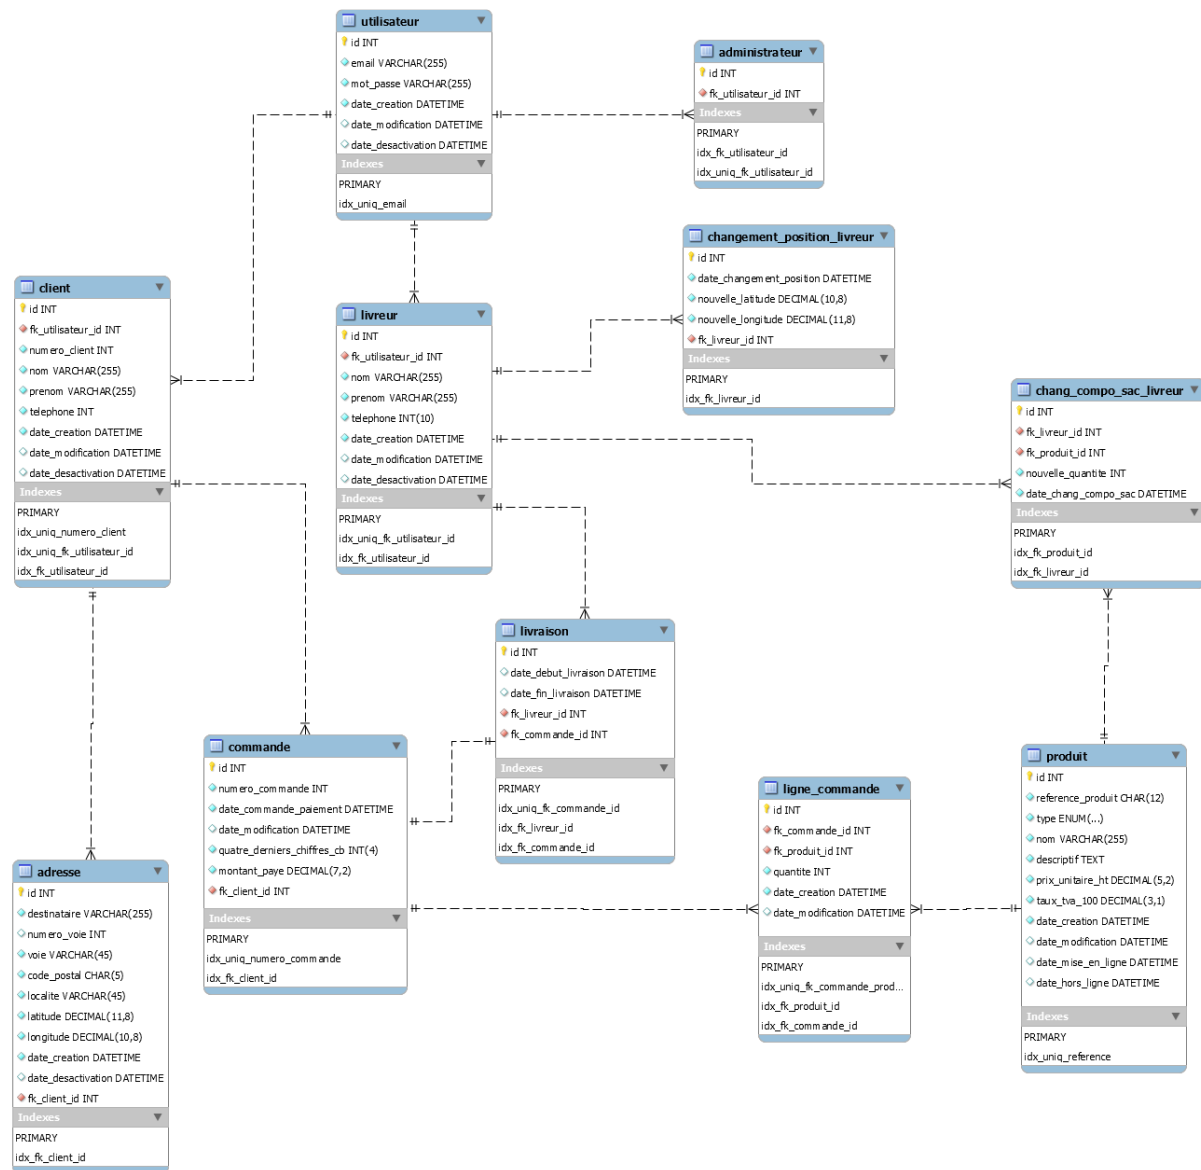 utilisateur
id INT
email VARCHAR(255)
mot_passe VARCHAR(255)
date_creation DATETIME
date_modification DATETIME
date_desactivation DATETIME
Indexes
PRIMARY
idx_uniq_email
administrateur
id INT
fk_utilisateur_id INT
Indexes
PRIMARY
idx_fk_utilisateur_id
idx_uniq_fk_utilisateur_id
changement_position_livreur
id INT
date_changement_position DATETIME
nouvelle_latitude DECIMAL(10,8)
nouvelle_longitude DECIMAL(11,8)
fk_livreur_id INT
Indexes
PRIMARY
idx_fk_livreur_id
client
id INT
fk_utilisateur_id INT
numero_client INT
nom VARCHAR(255)
prenom VARCHAR(255)
telephone INT
date_creation DATETIME
date_modification DATETIME
date_desactivation DATETIME
Indexes
PRIMARY
idx_uniq_numero_client
idx_uniq_fk_utilisateur_id
idx_fk_utilisateur_id
livreur
id INT
fk_utilisateur_id INT
nom VARCHAR(255)
prenom VARCHAR(255)
telephone INT(10)
date_creation DATETIME
date_modification DATETIME
date_desactivation DATETIME
Indexes
PRIMARY
idx_uniq_fk_utilisateur_id
idx_fk_utilisateur_id
chang_compo_sac_livreur
id INT
fk_livreur_id INT
fk_produit_id INT
nouvelle_quantite INT
date_chang_compo_sac DATETIME
Indexes
PRIMARY
idx_fk_produit_id
idx_fk_livreur_id
livraison
id INT
date_debut_livraison DATETIME
date_fin_livraison DATETIME
fk_livreur_id INT
fk_commande_id INT
Indexes
PRIMARY
idx_uniq_fk_commande_id
idx_fk_livreur_id
idx_fk_commande_id
commande
id INT
numero_commande INT
date_commande_paiement DATETIME
date_modification DATETIME
quatre_derniers_chiffres_cb INT(4)
montant_paye DECIMAL(7,2)
fk_client_id INT
Indexes
PRIMARY
idx_uniq_numero_commande
idx_fk_client_id
ligne_commande
id INT
fk_commande_id INT
fk_produit_id INT
quantite INT
date_creation DATETIME
date_modification DATETIME
Indexes
PRIMARY
idx_uniq_fk_commande_prod...
idx_fk_produit_id
idx_fk_commande_id
produit
id INT
reference_produit CHAR(12)
type ENUM(...)
nom VARCHAR(255)
descriptif TEXT
prix_unitaire_ht DECIMAL(5,2)
taux_tva_100 DECIMAL(3,1)
date_creation DATETIME
date_modification DATETIME
date_mise_en_ligne DATETIME
date_hors_ligne DATETIME
Indexes
PRIMARY
idx_uniq_reference
adresse
id INT
destinataire VARCHAR(255)
numero_voie INT
voie VARCHAR(45)
code_postal CHAR(5)
localite VARCHAR(45)
latitude DECIMAL(11,8)
longitude DECIMAL(10,8)
date_creation DATETIME
date_desactivation DATETIME
fk_client_id INT
Indexes
PRIMARY
idx_fk_client_id